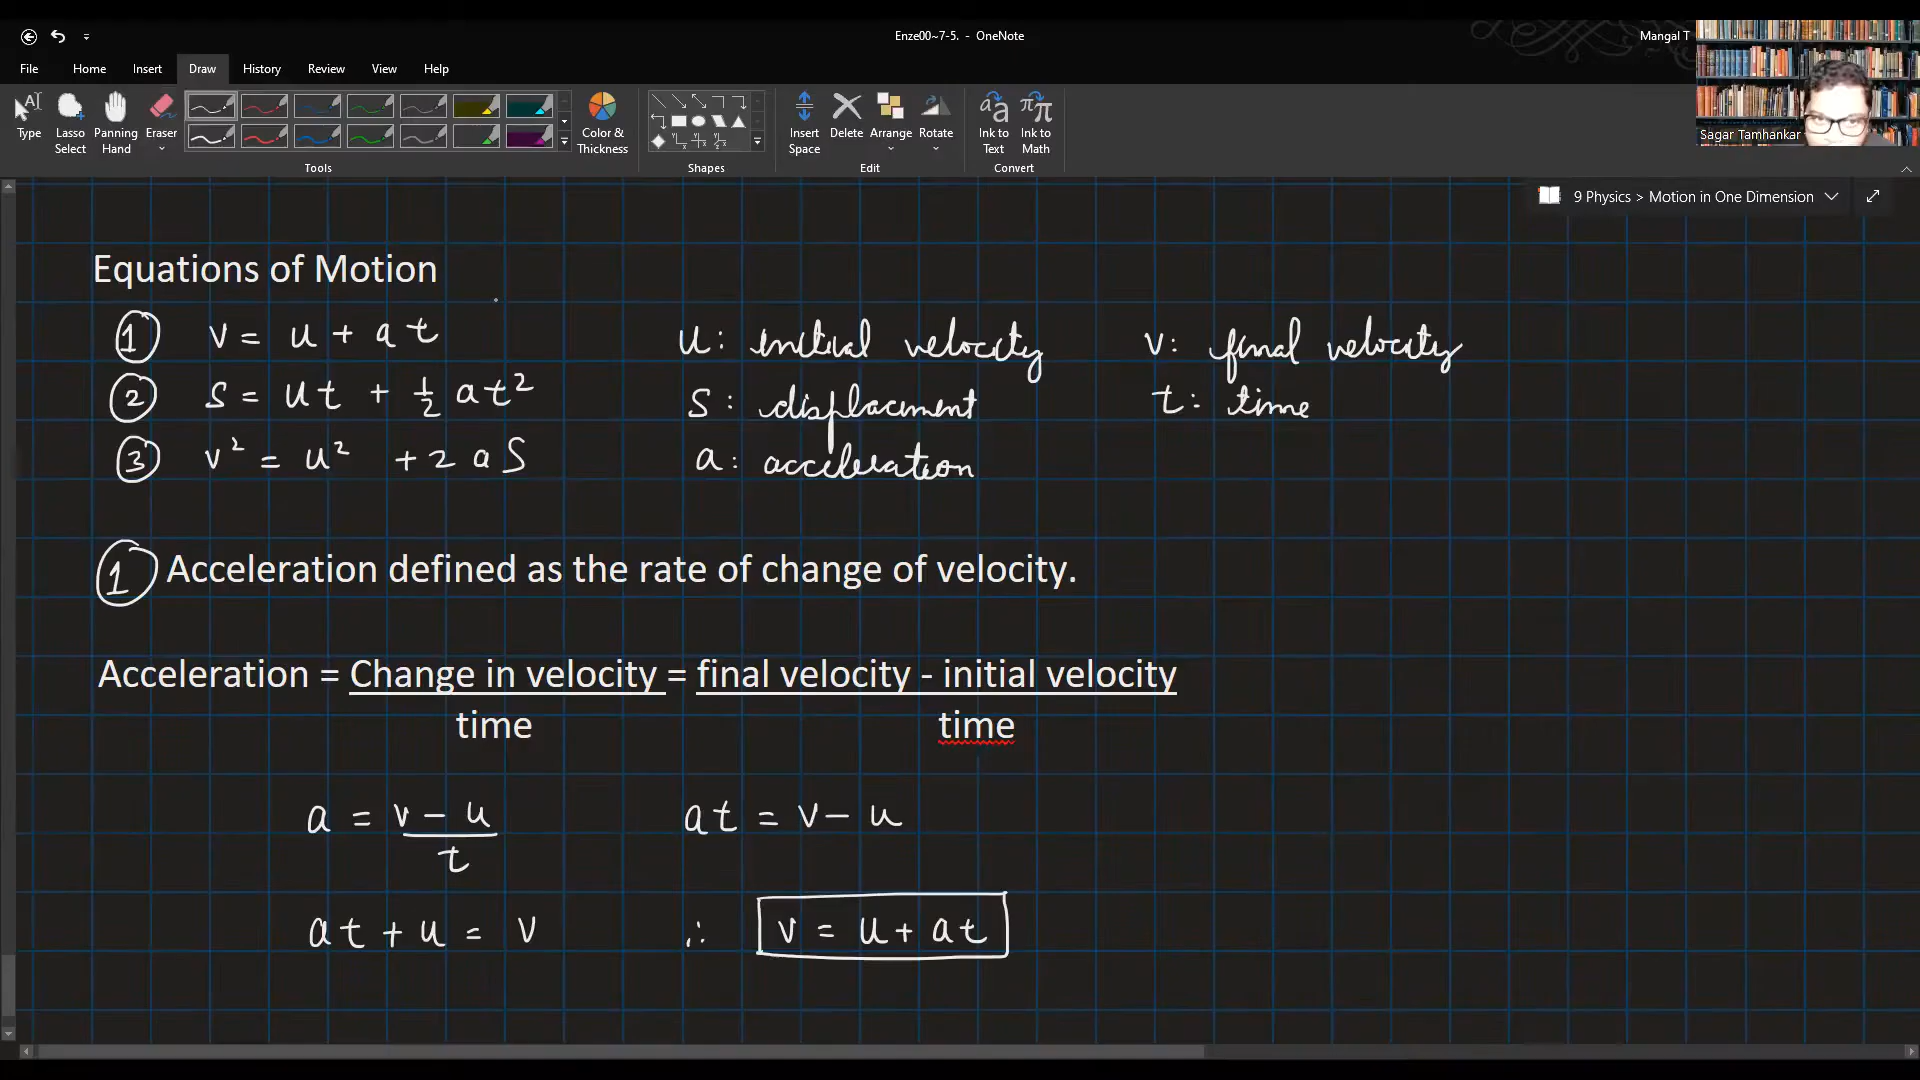 Enze00~7-5. - OneNote
Mangal T
File Home Insert Draw History Review View Help
Type
Lasso Select
Panning Hand
Eraser
Color & Thickness
Insert Space
Delete
Arrange
Rotate
Ink to Text
Ink to Math
Tools
Shapes
Edit
Convert
Sagar Tamhankar
9 Physics > Motion in One Dimension
Equations of Motion
① v = u + at u: initial velocity v: final velocity
② s = ut + ½ at² S: displacment t: time
③ v² = u² + 2 a S a: acceleration
① Acceleration defined as the rate of change of velocity.
Acceleration = Change in velocity = final velocity - initial velocity
time time
a = v - u at = v - u
t
at + u = v ∴ v = u + at